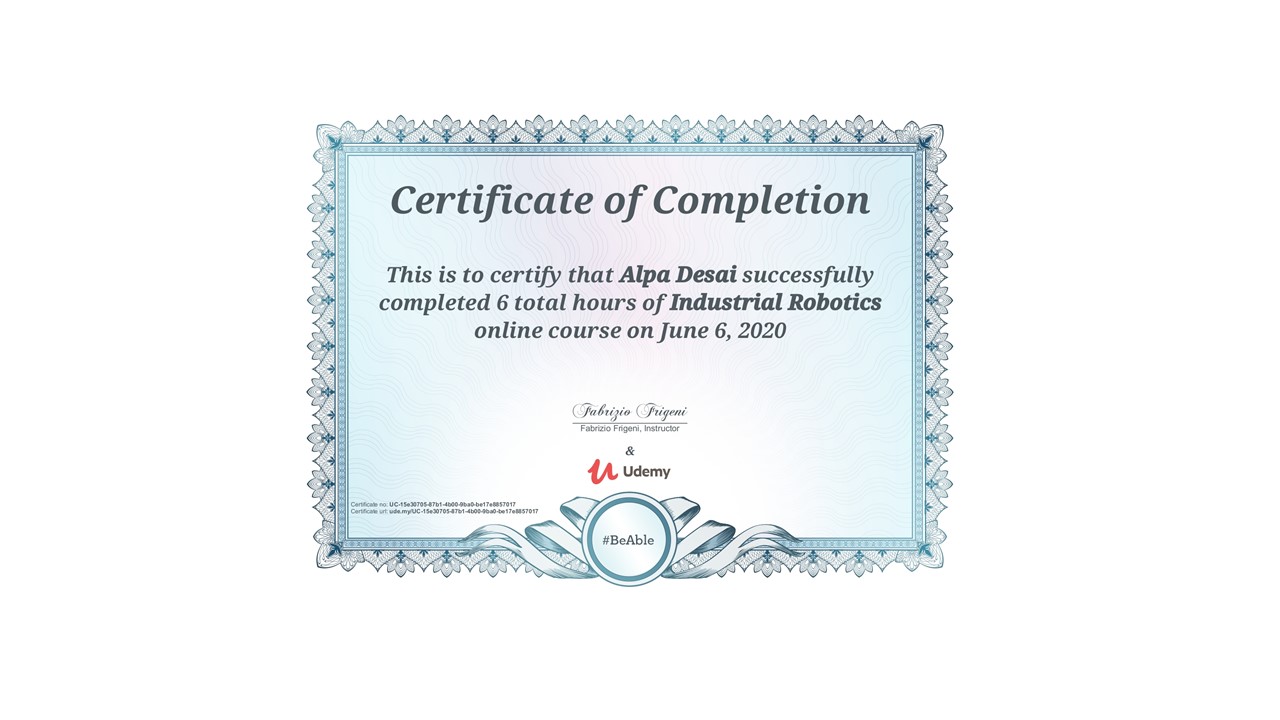 Certificate of Completion
This is to certify that Alpa Desai successfully
completed 6 total hours of Industrial Robotics
online course on June 6, 2020
Fabrizio Frigeni
Fabrizio Frigeni, Instructor
&
Udemy
Certificate no: UC-15e30705-87b1-4b00-9ba0-be17e8857017
Certificate url: ude.my/UC-15e30705-87b1-4b00-9ba0-be17e8857017
#BeAble